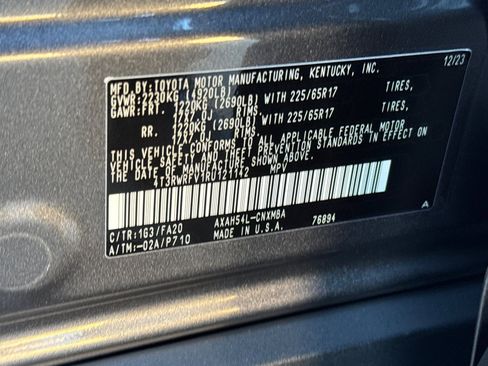 MFD.BY:TOYOTA MOTOR MANUFACTURING, KENTUCKY, INC. 12/23
GVWR:2230KG (4920LB)
GAWR:FRT. 1220KG (2690LB) WITH 225/65R17 TIRES,
17X7.0J RIMS,
RR. 1220KG (2690LB) WITH 225/65R17 TIRES,
RIMS,
THIS VEHICLE CONFORMS TO ALL APPLICABLE FEDERAL MOTOR
VEHICLE SAFETY AND THEFT PREVENTION STANDARDS IN EFFECT ON
THE DATE OF MANUFACTURE SHOWN ABOVE.
MPV
C/TR:1G3/FA20 AXAH54L-CNXMBA 76894 A
A/TM:-02A/P710 MADE IN U.S.A.